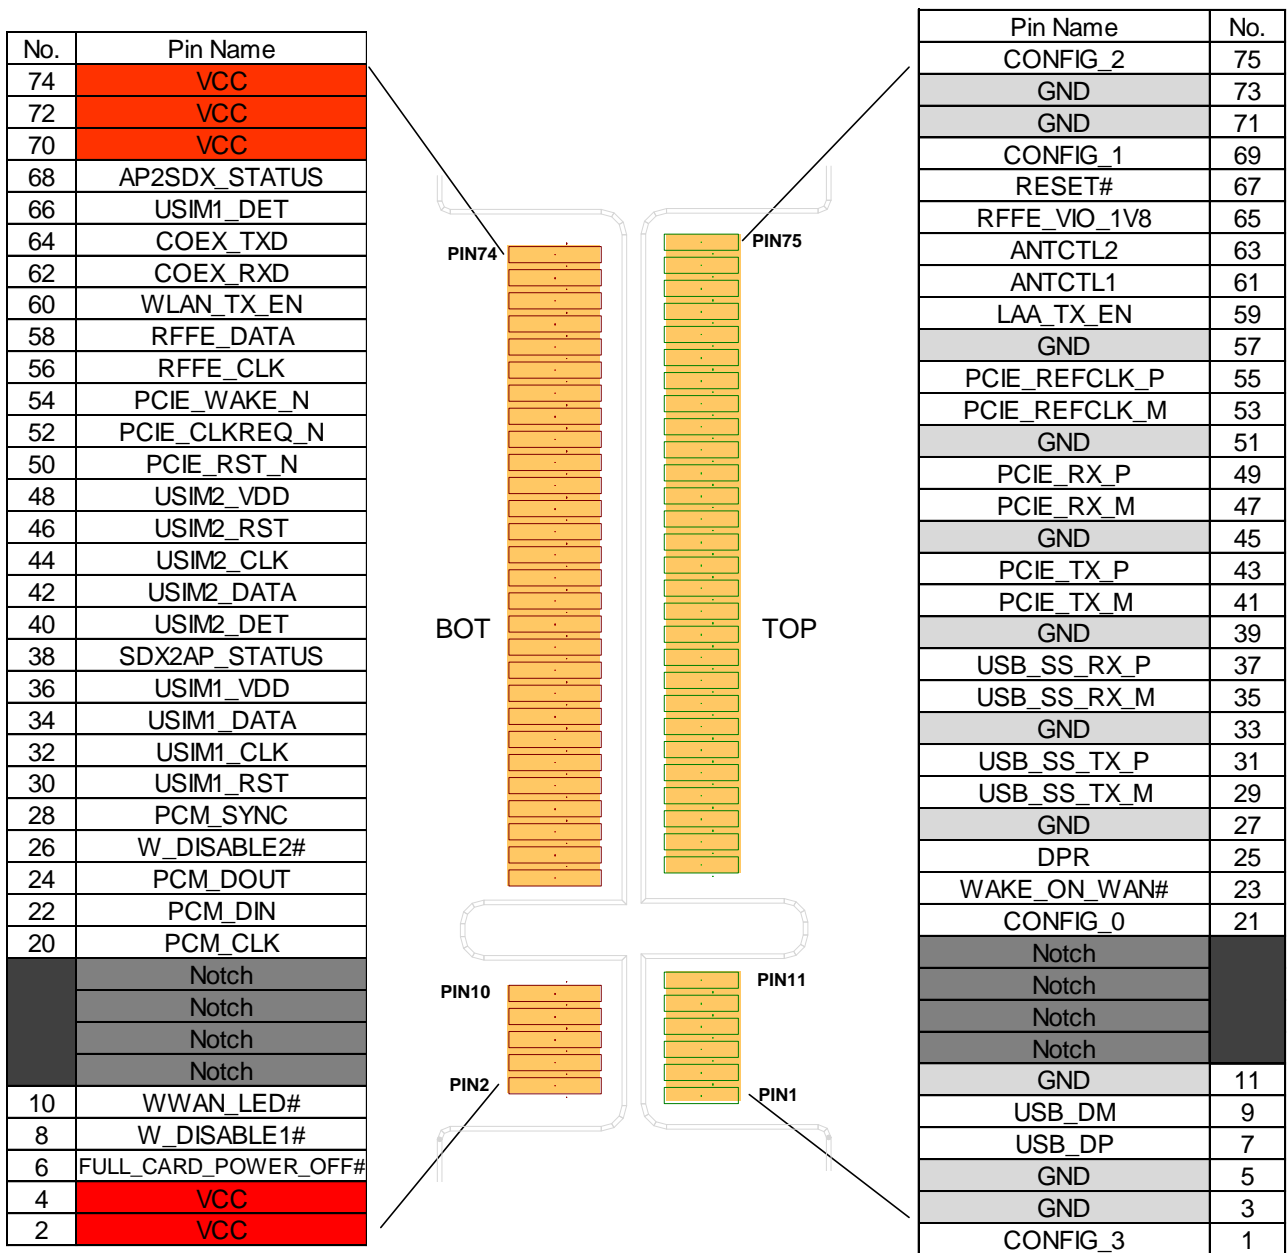 No. Pin Name
74 VCC
72 VCC
70 VCC
68 AP2SDX_STATUS
66 USIM1_DET
64 COEX_TXD
62 COEX_RXD
60 WLAN_TX_EN
58 RFFE_DATA
56 RFFE_CLK
54 PCIE_WAKE_N
52 PCIE_CLKREQ_N
50 PCIE_RST_N
48 USIM2_VDD
46 USIM2_RST
44 USIM2_CLK
42 USIM2_DATA
40 USIM2_DET
38 SDX2AP_STATUS
36 USIM1_VDD
34 USIM1_DATA
32 USIM1_CLK
30 USIM1_RST
28 PCM_SYNC
26 W_DISABLE2#
24 PCM_DOUT
22 PCM_DIN
20 PCM_CLK
Notch
Notch
Notch
Notch
10 WWAN_LED#
8 W_DISABLE1#
6 FULL_CARD_POWER_OFF#
4 VCC
2 VCC
PIN74
PIN75
BOT
TOP
PIN10
PIN11
PIN2
PIN1
Pin Name No.
CONFIG_2 75
GND 73
GND 71
CONFIG_1 69
RESET# 67
RFFE_VIO_1V8 65
ANTCTL2 63
ANTCTL1 61
LAA_TX_EN 59
GND 57
PCIE_REFCLK_P 55
PCIE_REFCLK_M 53
GND 51
PCIE_RX_P 49
PCIE_RX_M 47
GND 45
PCIE_TX_P 43
PCIE_TX_M 41
GND 39
USB_SS_RX_P 37
USB_SS_RX_M 35
GND 33
USB_SS_TX_P 31
USB_SS_TX_M 29
GND 27
DPR 25
WAKE_ON_WAN# 23
CONFIG_0 21
Notch
Notch
Notch
Notch
GND 11
USB_DM 9
USB_DP 7
GND 5
GND 3
CONFIG_3 1